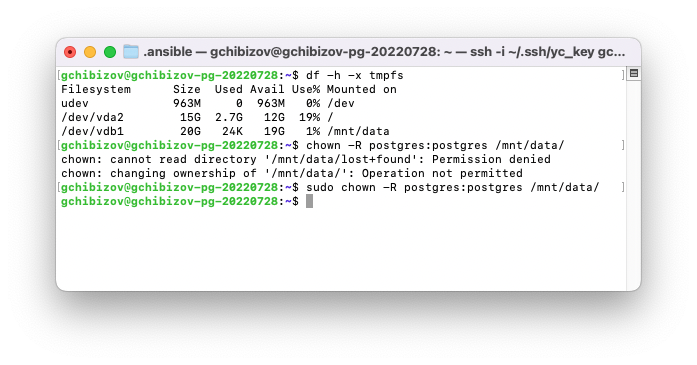 .ansible — gchibizov@gchibizov-pg-20220728: ~ — ssh -i ~/.ssh/yc_key gc...
[gchibizov@gchibizov-pg-20220728:~$ df -h -x tmpfs ]
Filesystem      Size  Used Avail Use% Mounted on
udev            963M     0  963M   0% /dev
/dev/vda2        15G  2.7G   12G  19% /
/dev/vdb1        20G   24K   19G   1% /mnt/data
[gchibizov@gchibizov-pg-20220728:~$ chown -R postgres:postgres /mnt/data/ ]
chown: cannot read directory '/mnt/data/lost+found': Permission denied
chown: changing ownership of '/mnt/data/': Operation not permitted
[gchibizov@gchibizov-pg-20220728:~$ sudo chown -R postgres:postgres /mnt/data/ ]
gchibizov@gchibizov-pg-20220728:~$